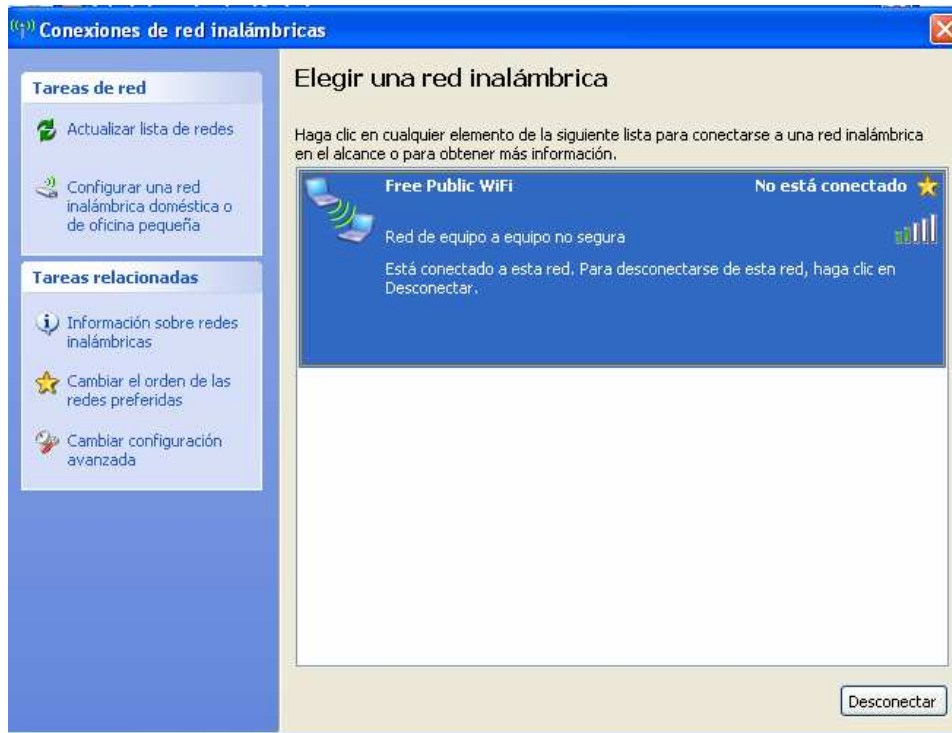 Conexiones de red inalámbricas
Tareas de red
Actualizar lista de redes
Configurar una red
inalámbrica doméstica o
de oficina pequeña
Tareas relacionadas
Información sobre redes
inalámbricas
Cambiar el orden de las
redes preferidas
Cambiar configuración
avanzada
Elegir una red inalámbrica
Haga clic en cualquier elemento de la siguiente lista para conectarse a una red inalámbrica
en el alcance o para obtener más información.
Free Public WiFi
No está conectado
Red de equipo a equipo no segura
Está conectado a esta red. Para desconectarse de esta red, haga clic en
Desconectar.
Desconectar